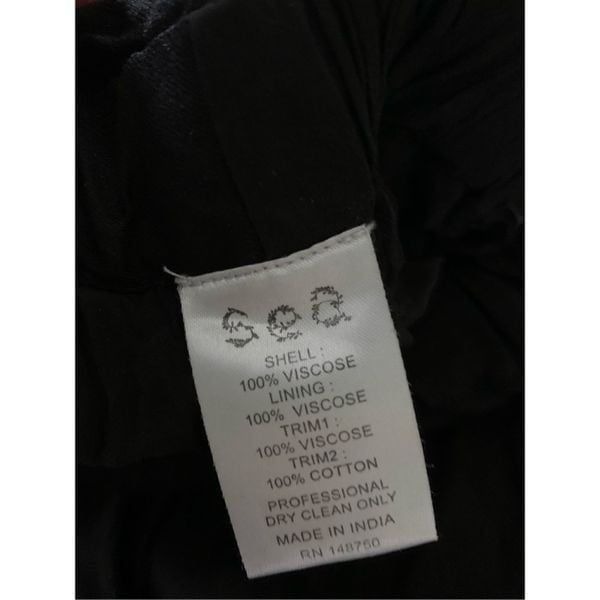 Sea
SHELL :
100% VISCOSE
LINING :
100% VISCOSE
TRIM1 :
100% VISCOSE
TRIM2 :
100% COTTON
PROFESSIONAL
DRY CLEAN ONLY
MADE IN INDIA
RN 148750